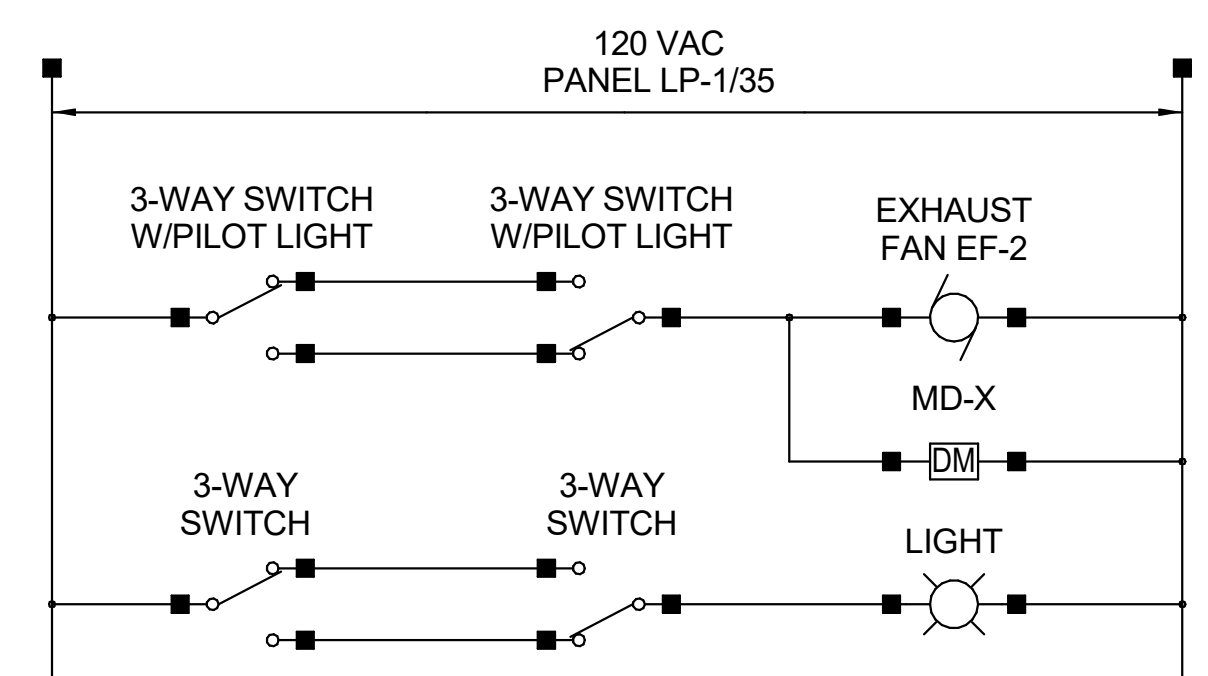 120 VAC
PANEL LP-1/35
3-WAY SWITCH
W/PILOT LIGHT
3-WAY SWITCH
W/PILOT LIGHT
EXHAUST
FAN EF-2
MD-X
DM
3-WAY
SWITCH
3-WAY
SWITCH
LIGHT